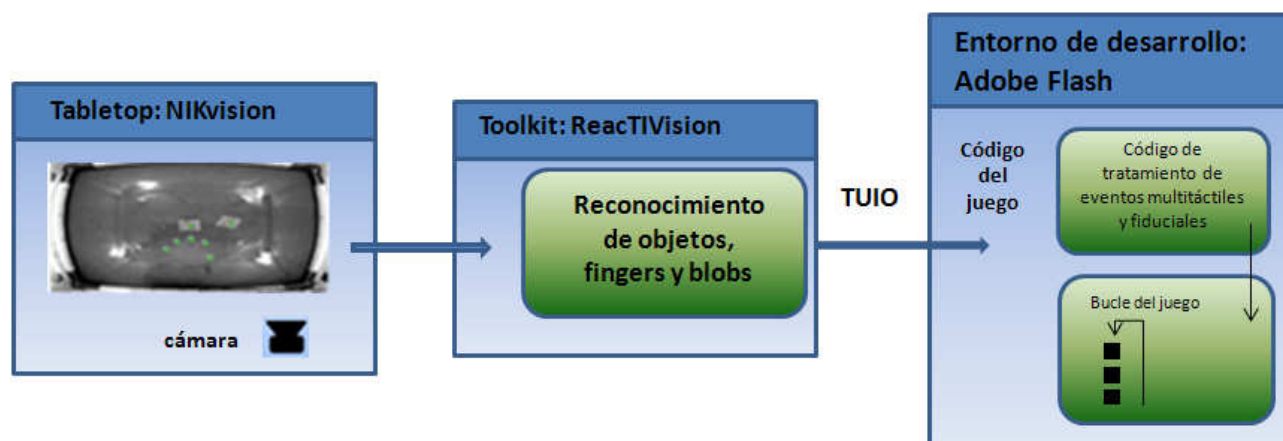 Tabletop: NIKvision
cámara
Toolkit: ReacTIVision
Reconocimiento
de objetos,
fingers y blobs
TUIO
Entorno de desarrollo:
Adobe Flash
Código
del
juego
Código de
tratamiento de
eventos multitáctiles
y fiduciales
Bucle del juego